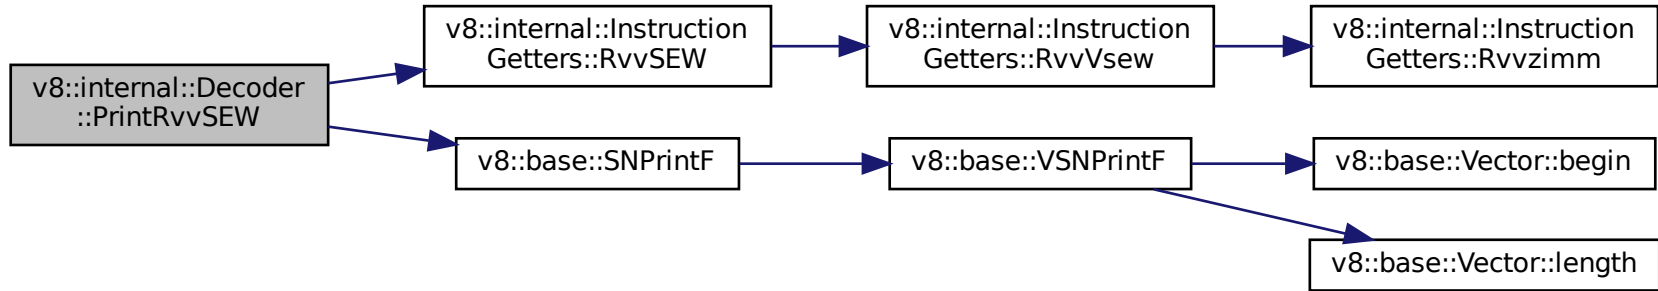 v8::internal::Decoder
::PrintRvvSEW
v8::internal::Instruction
Getters::RvvSEW
v8::internal::Instruction
Getters::RvvVsew
v8::internal::Instruction
Getters::Rvvzimm
v8::base::SNPrintF
v8::base::VSNPrintF
v8::base::Vector::begin
v8::base::Vector::length